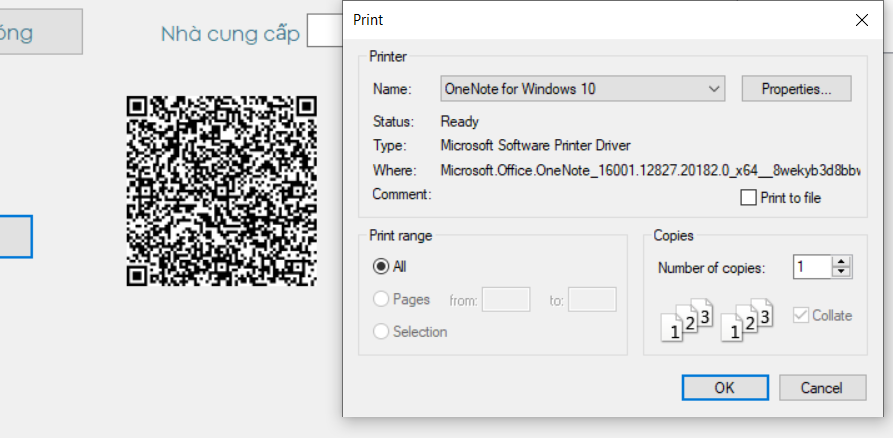 Nhà cung cấp
Print
Printer
Name: OneNote for Windows 10 Properties...
Status: Ready
Type: Microsoft Software Printer Driver
Where: Microsoft.Office.OneNote_16001.12827.20182.0_x64__8wekyb3d8bbw
Comment: Print to file
Print range
All
Pages from: to:
Selection
Copies
Number of copies: 1
1 2 3 1 2 3 Collate
OK Cancel